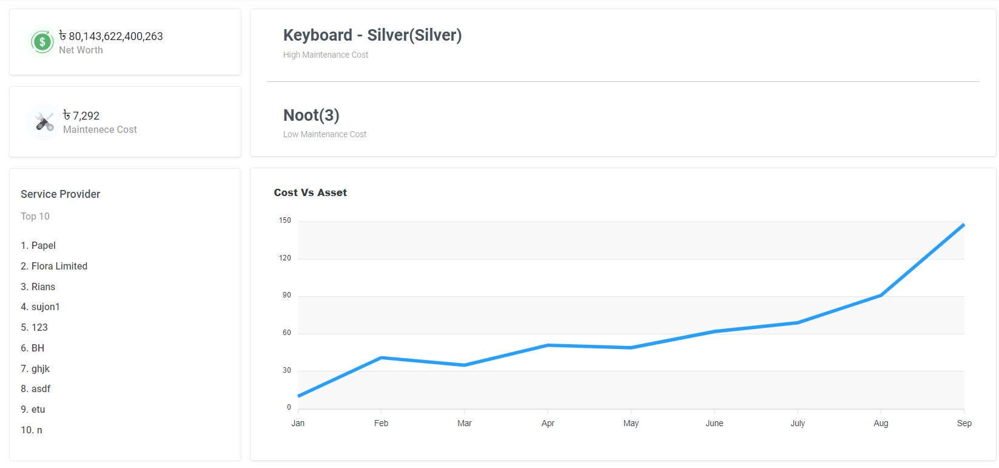 ৳ 80,143,622,400,263
Net Worth
৳ 7,292
Maintenece Cost
Keyboard - Silver(Silver)
High Maintenance Cost
Noot(3)
Low Maintenance Cost
Service Provider
Top 10
1. Papel
2. Flora Limited
3. Rians
4. sujon1
5. 123
6. BH
7. ghjk
8. asdf
9. etu
10. n
Cost Vs Asset
150
120
90
60
30
0
Jan Feb Mar Apr May June July Aug Sep